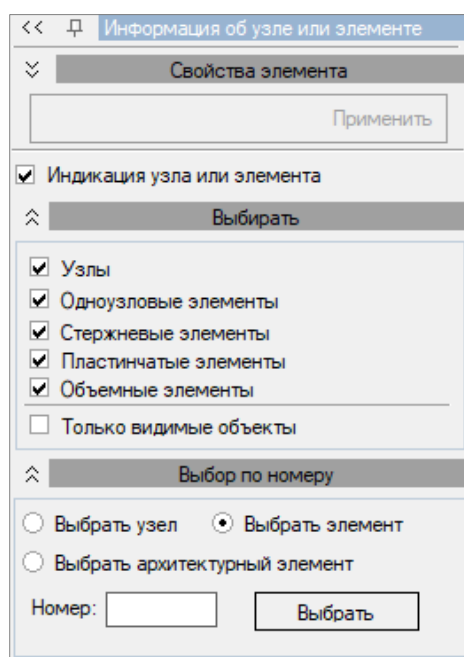 << Информация об узле или элементе
Свойства элемента
Применить
Индикация узла или элемента
Выбирать
Узлы
Одноузловые элементы
Стержневые элементы
Пластинчатые элементы
Объемные элементы
Только видимые объекты
Выбор по номеру
Выбрать узел Выбрать элемент
Выбрать архитектурный элемент
Номер: Выбрать